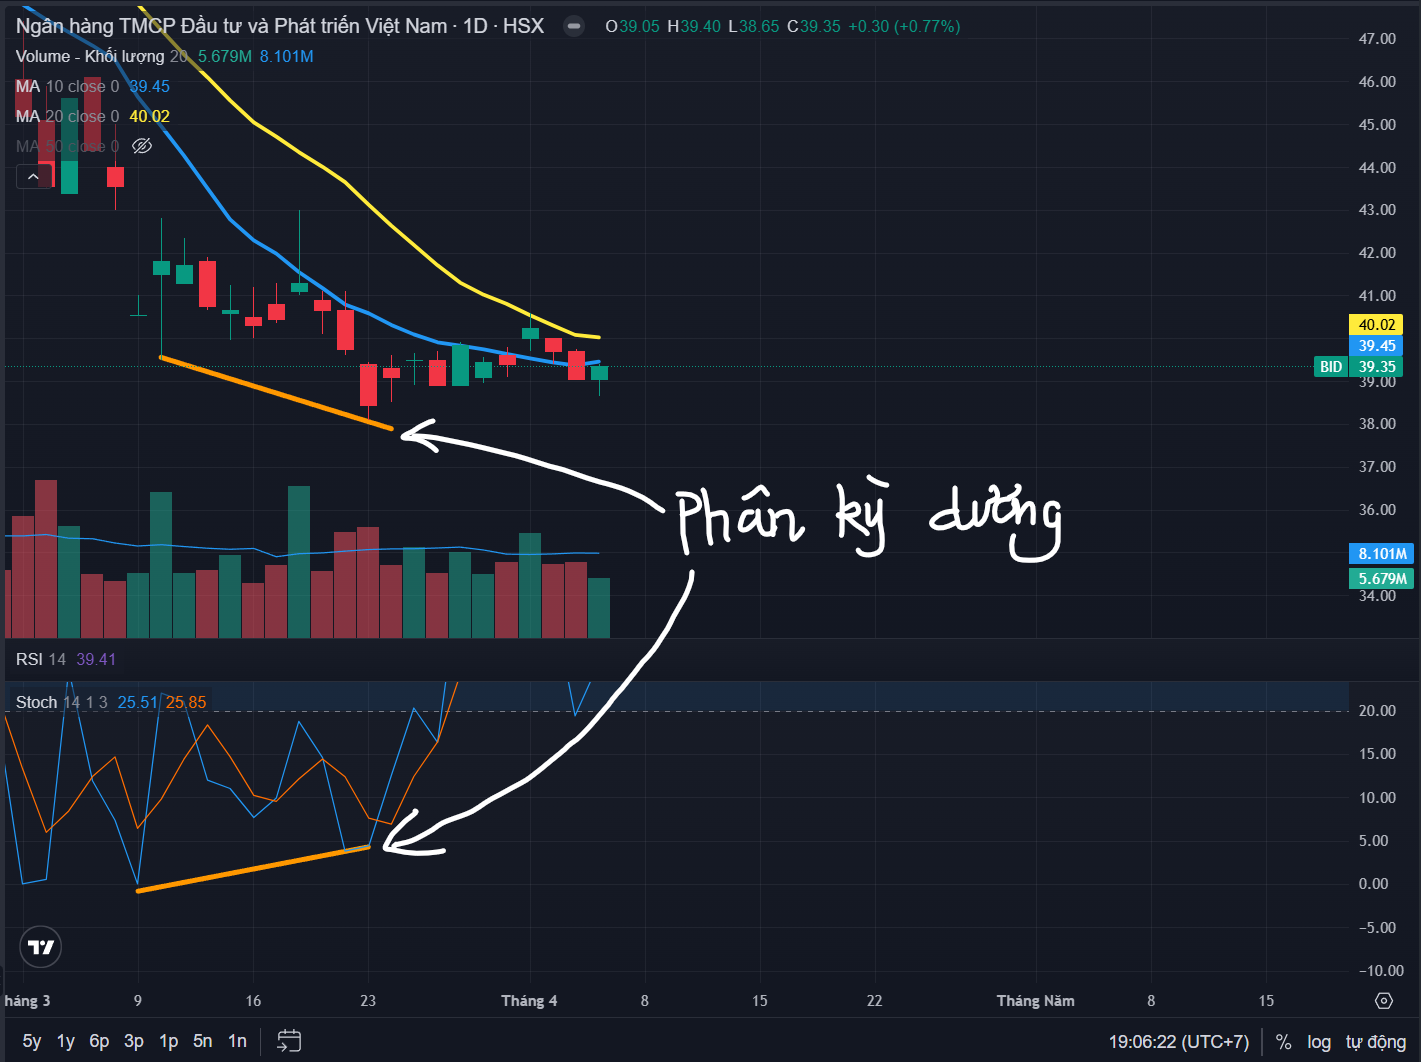 Ngân hàng TMCP Đầu tư và Phát triển Việt Nam · 1D · HSX O39.05 H39.40 L38.65 C39.35 +0.30 (+0.77%)
Volume - Khối lượng 20 5.679M 8.101M
MA 10 close 0 39.45
MA 20 close 0 40.02
MA 50 close 0
47.00
46.00
45.00
44.00
43.00
42.00
41.00
40.02
39.45
BID 39.35
39.00
38.00
37.00
36.00
Phân kỳ dương
8.101M
5.679M
34.00
RSI 14 39.41
Stoch 14 1 3 25.51 25.85
20.00
15.00
10.00
5.00
0.00
−5.00
−10.00
háng 3 9 16 23 Tháng 4 8 15 22 Tháng Năm 8 15
5y 1y 6p 3p 1p 5n 1n 19:06:22 (UTC+7) % log tự động